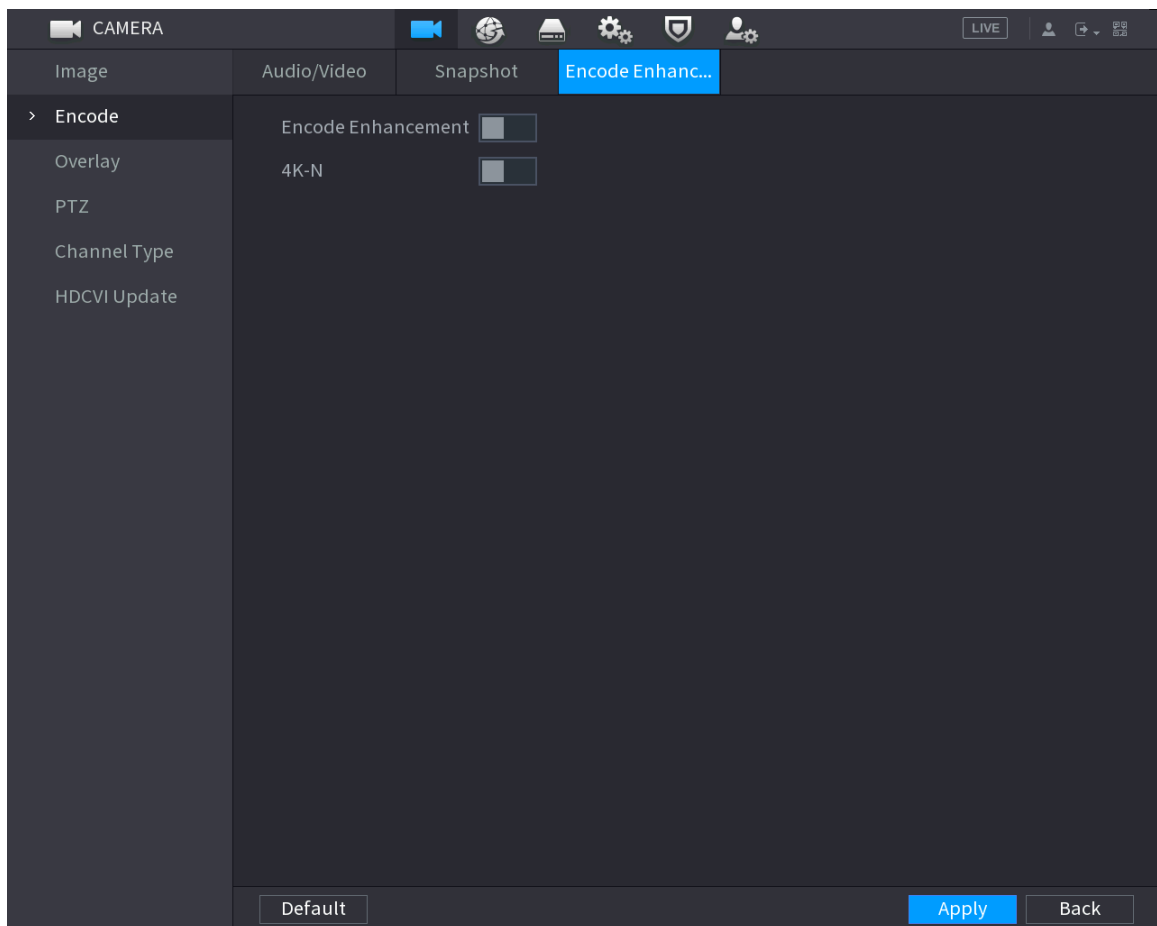 CAMERA
LIVE
Image
Audio/Video
Snapshot
Encode Enhanc...
Encode
Encode Enhancement
Overlay
4K-N
PTZ
Channel Type
HDCVI Update
Default
Apply
Back